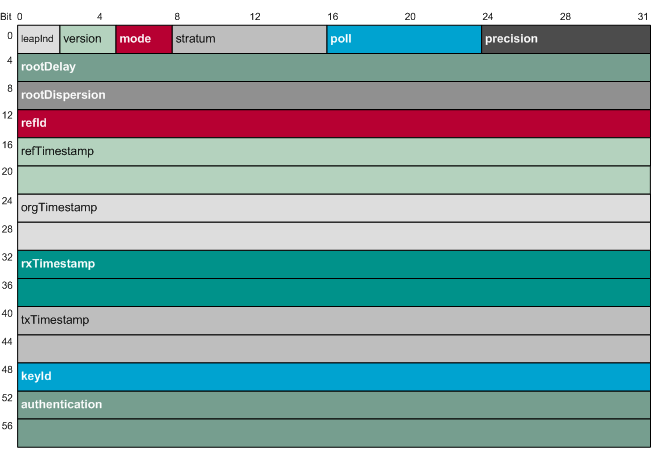 Bit 0 4 8 12 16 20 24 28 31
0 leapInd version mode stratum poll precision
4 rootDelay
8 rootDispersion
12 refId
16 refTimestamp
20
24 orgTimestamp
28
32 rxTimestamp
36
40 txTimestamp
44
48 keyId
52 authentication
56